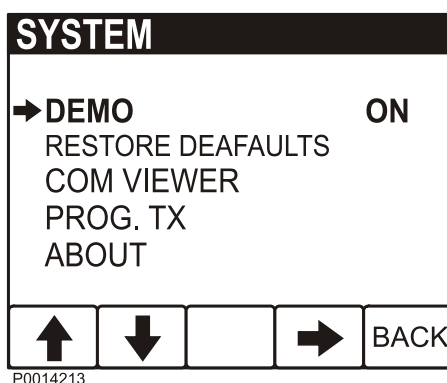 SYSTEM
DEMO ON
RESTORE DEAFAULTS
COM VIEWER
PROG. TX
ABOUT
BACK
P0014213